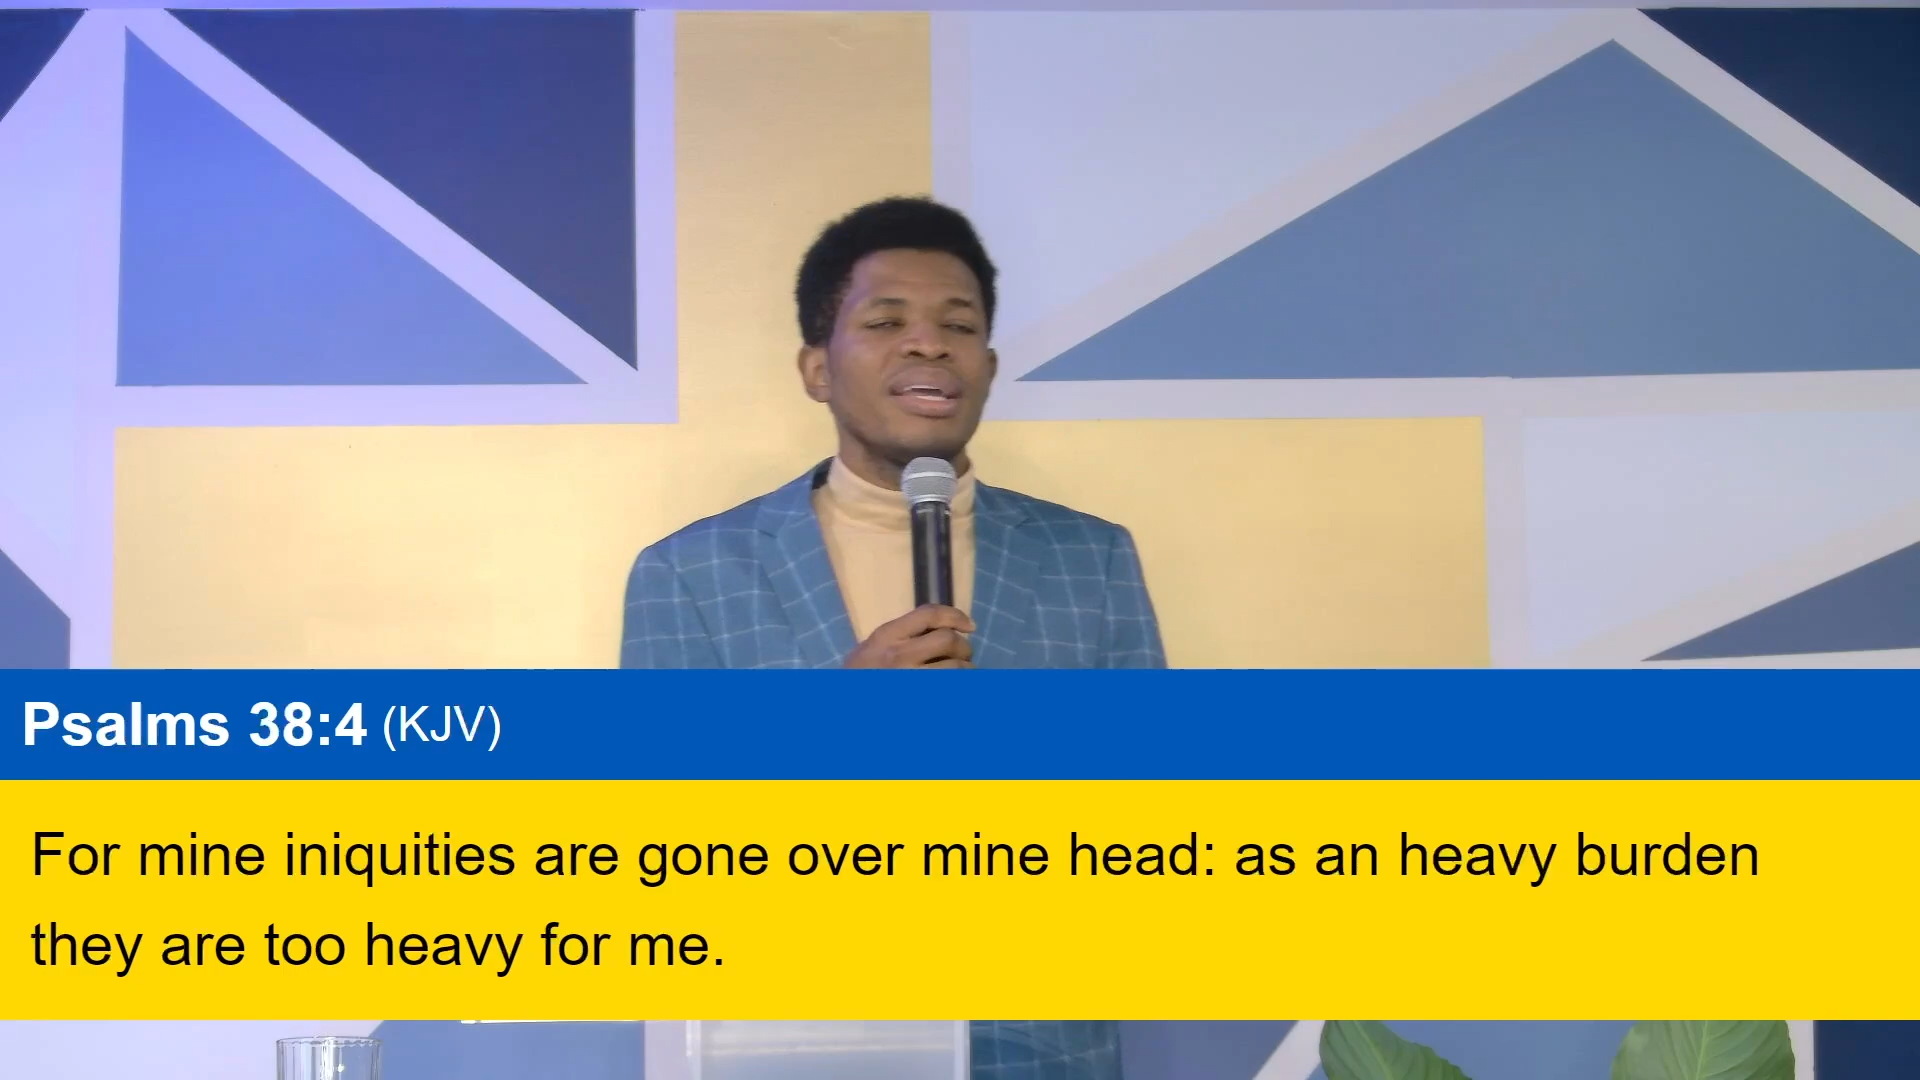 Psalms 38:4 (KJV)
For mine iniquities are gone over mine head: as an heavy burden
they are too heavy for me.